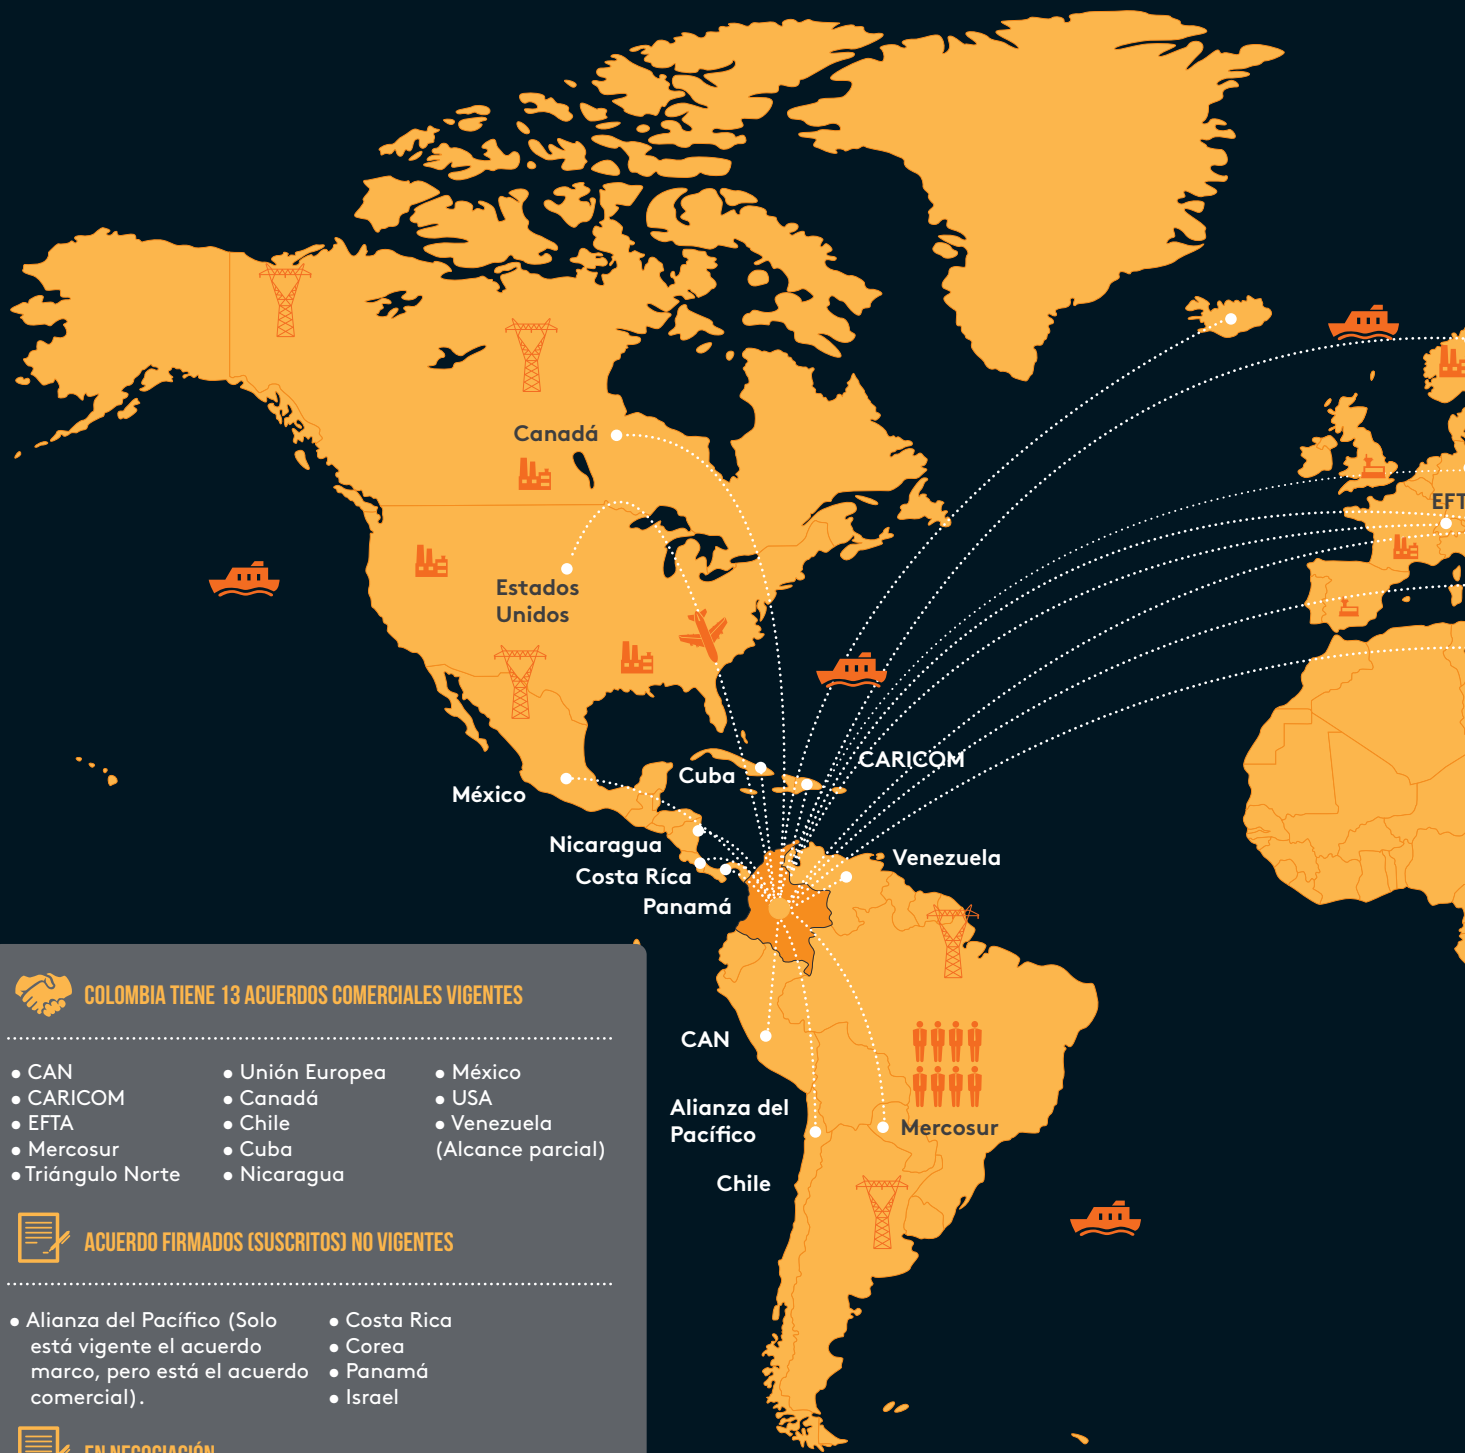 Canadá
EFT
Estados
Unidos
CARICOM
Cuba
México
Nicaragua
Venezuela
Costa Ríca
Panamá
CAN
Alianza del
Pacífico
Mercosur
Chile
COLOMBIA TIENE 13 ACUERDOS COMERCIALES VIGENTES
• CAN
• CARICOM
• EFTA
• Mercosur
• Triángulo Norte
• Unión Europea
• Canadá
• Chile
• Cuba
• Nicaragua
• México
• USA
• Venezuela
(Alcance parcial)
ACUERDO FIRMADOS (SUSCRITOS) NO VIGENTES
• Alianza del Pacífico (Solo
está vigente el acuerdo
marco, pero está el acuerdo
comercial).
• Costa Rica
• Corea
• Panamá
• Israel
EN NEGOCIACIÓN